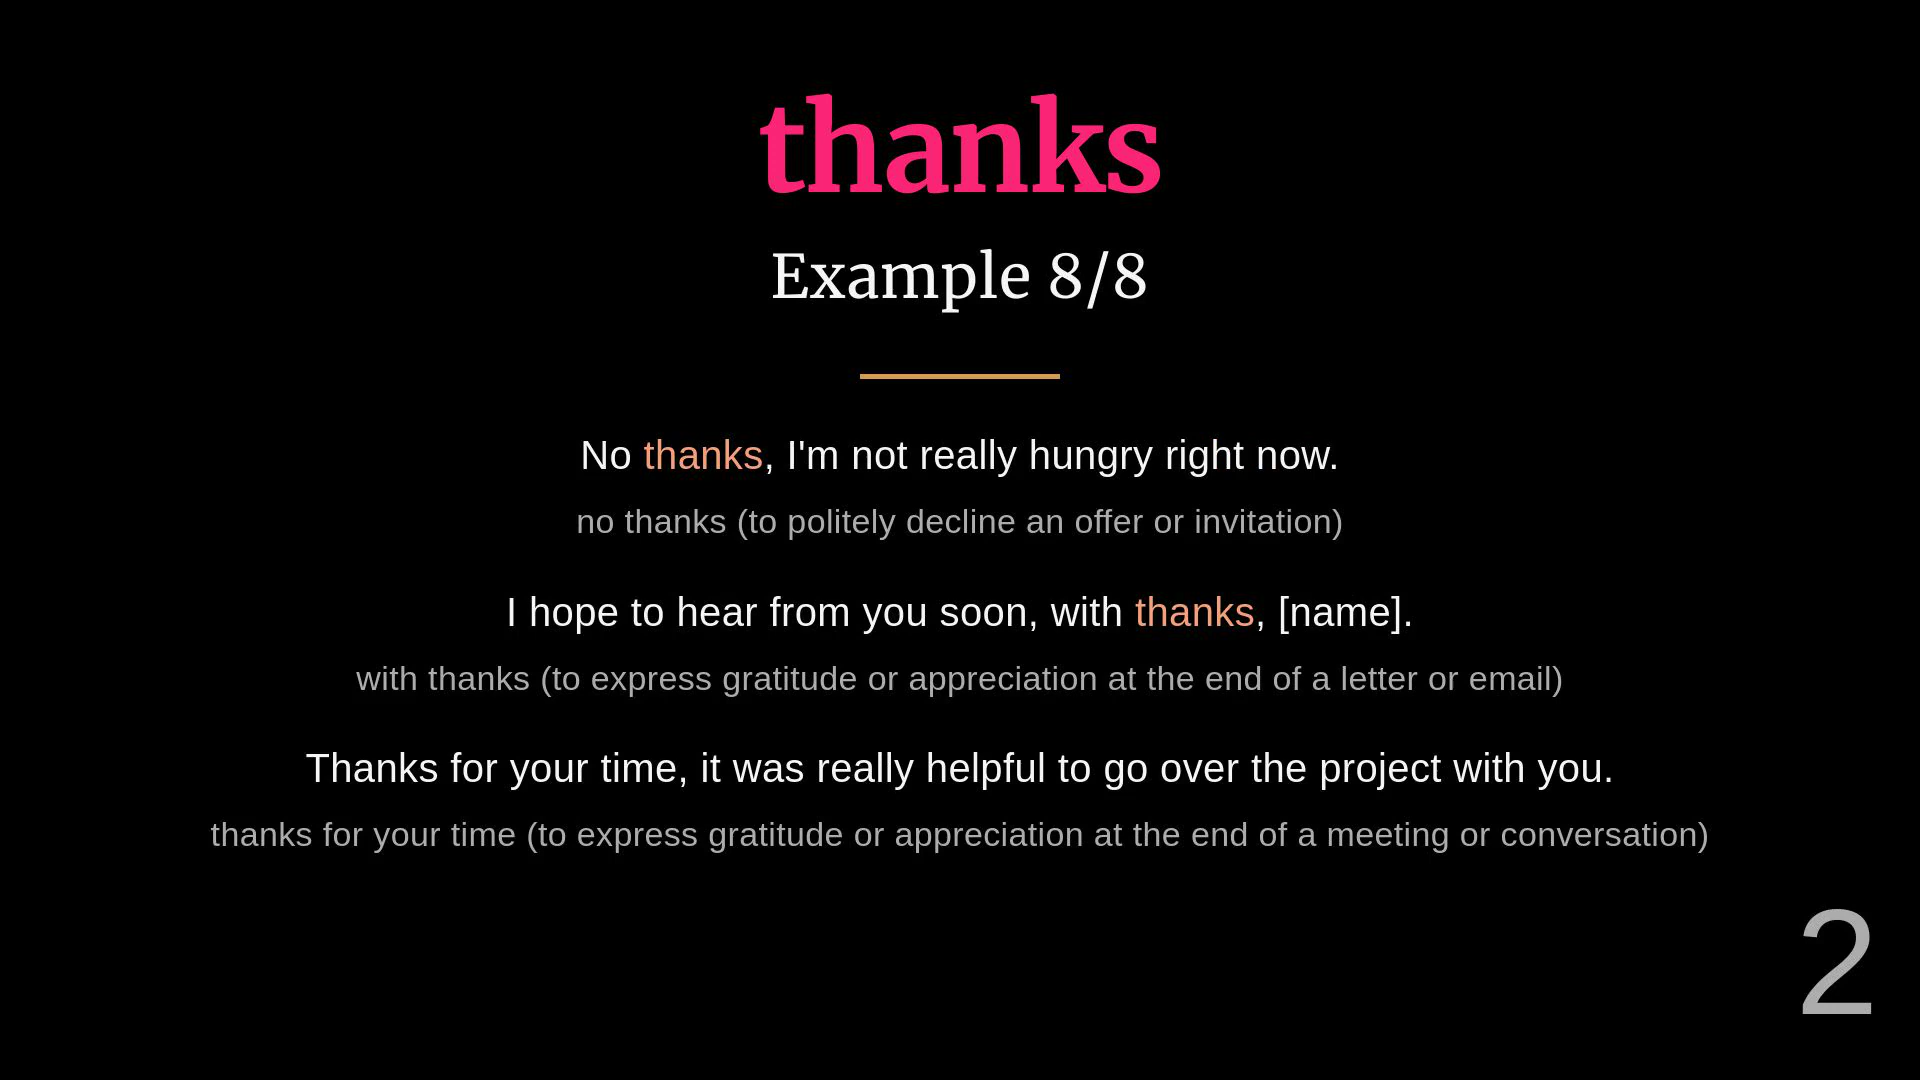 thanks
Example 8/8
No thanks, I'm not really hungry right now.
no thanks (to politely decline an offer or invitation)
I hope to hear from you soon, with thanks, [name].
with thanks (to express gratitude or appreciation at the end of a letter or email)
Thanks for your time, it was really helpful to go over the project with you.
thanks for your time (to express gratitude or appreciation at the end of a meeting or conversation)
2